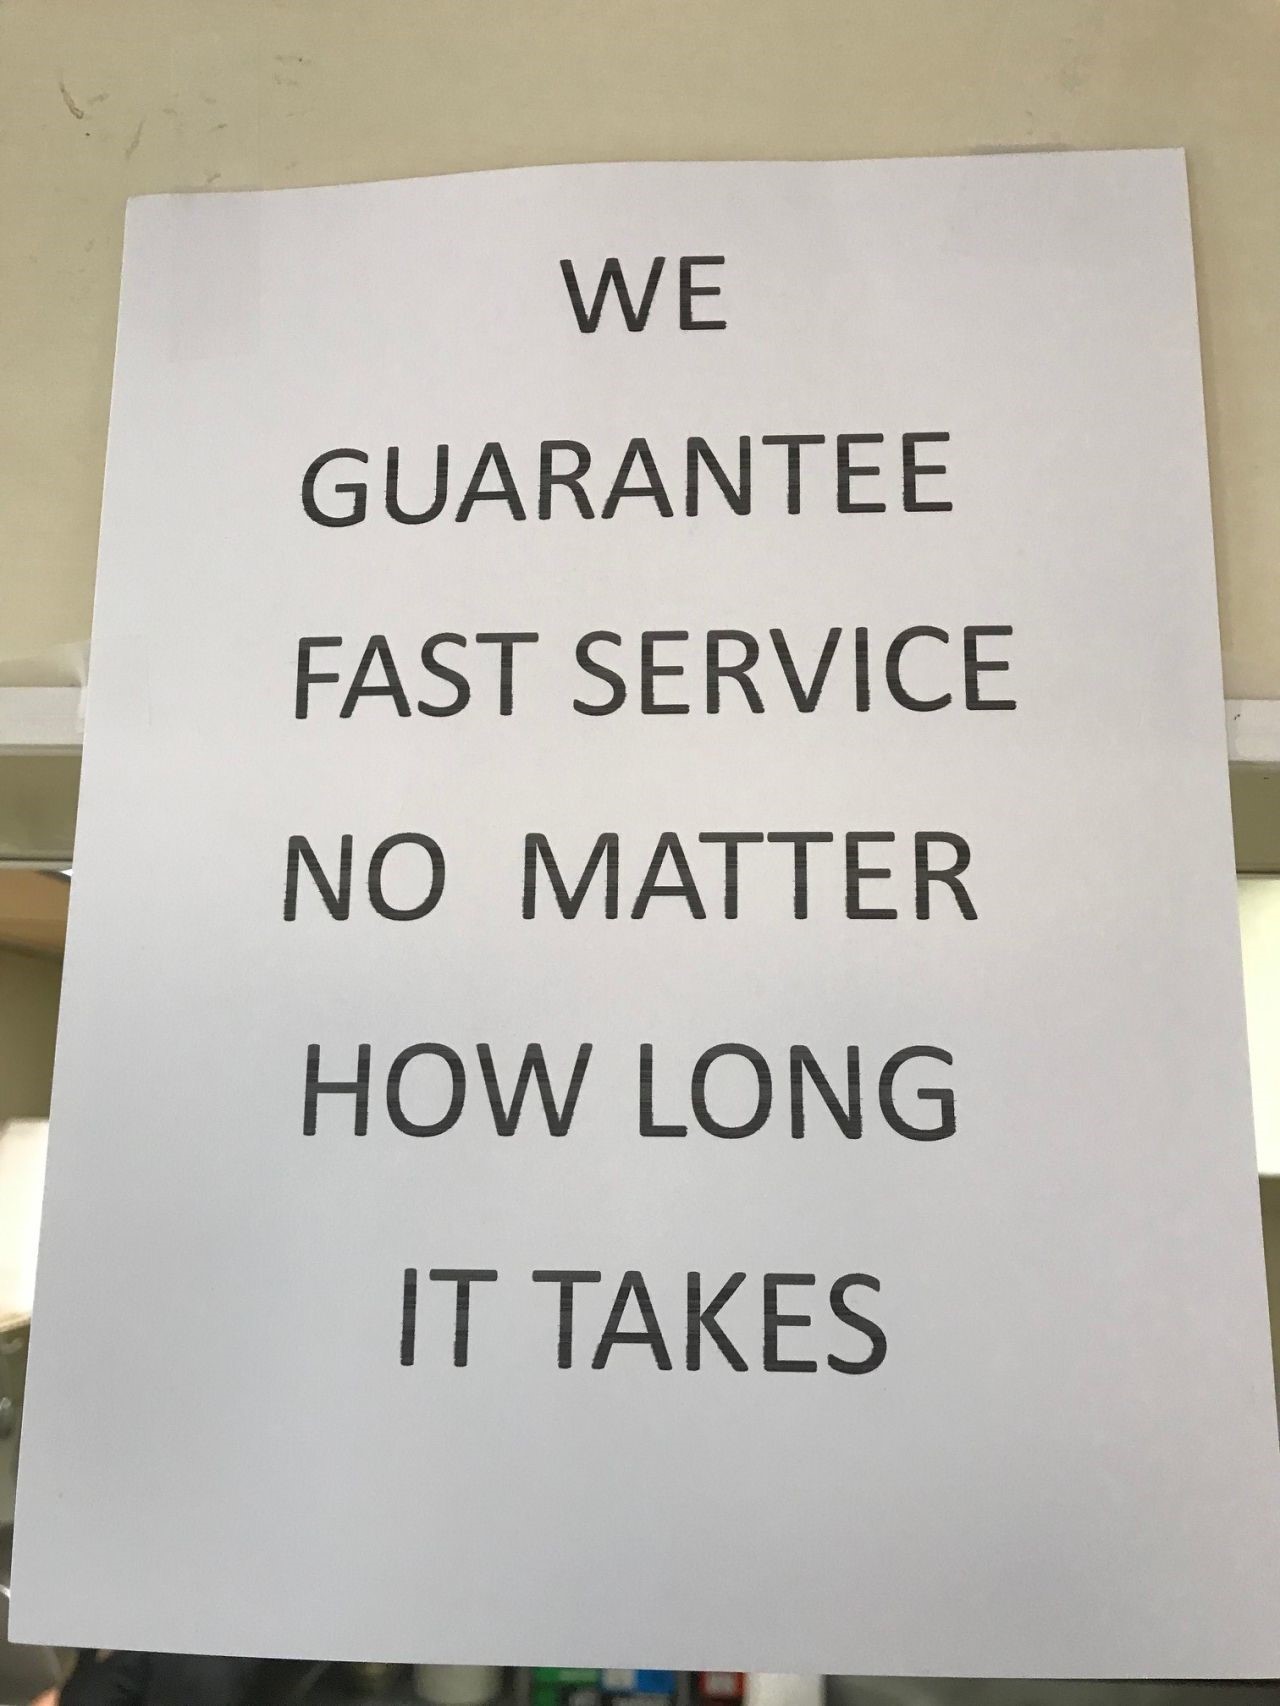 WE
GUARANTEE
FAST SERVICE
NO MATTER
HOW LONG
IT TAKES